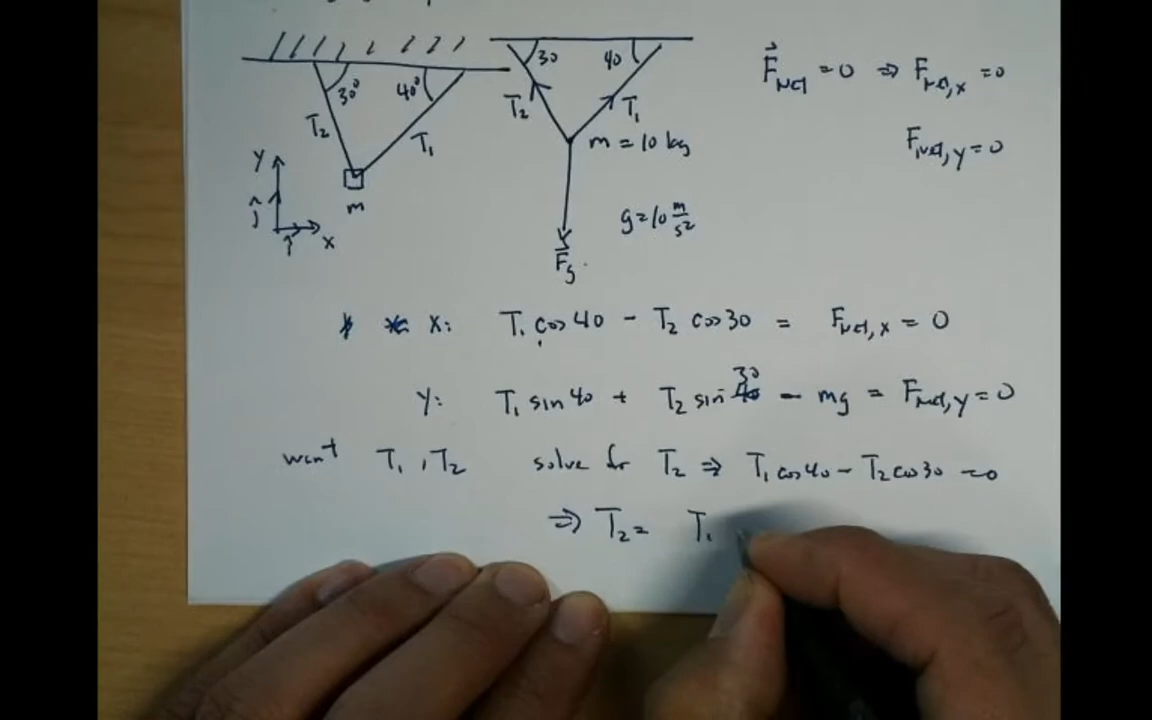 30° 40° 30 40 F⃗Net = 0 ⇒ FNet,x = 0
T₂ T₁ T₂ T₁
m = 10 kg FNet,y = 0
y ĵ î x m g = 10 m/s²
F⃗g
x: T₁ cos 40 − T₂ cos 30 = FNet,x = 0
y: T₁ sin 40 + T₂ sin 30 − mg = FNet,y = 0
want T₁, T₂ solve for T₂ ⇒ T₁ cos 40 − T₂ cos 30 = 0
⇒ T₂ = T₁